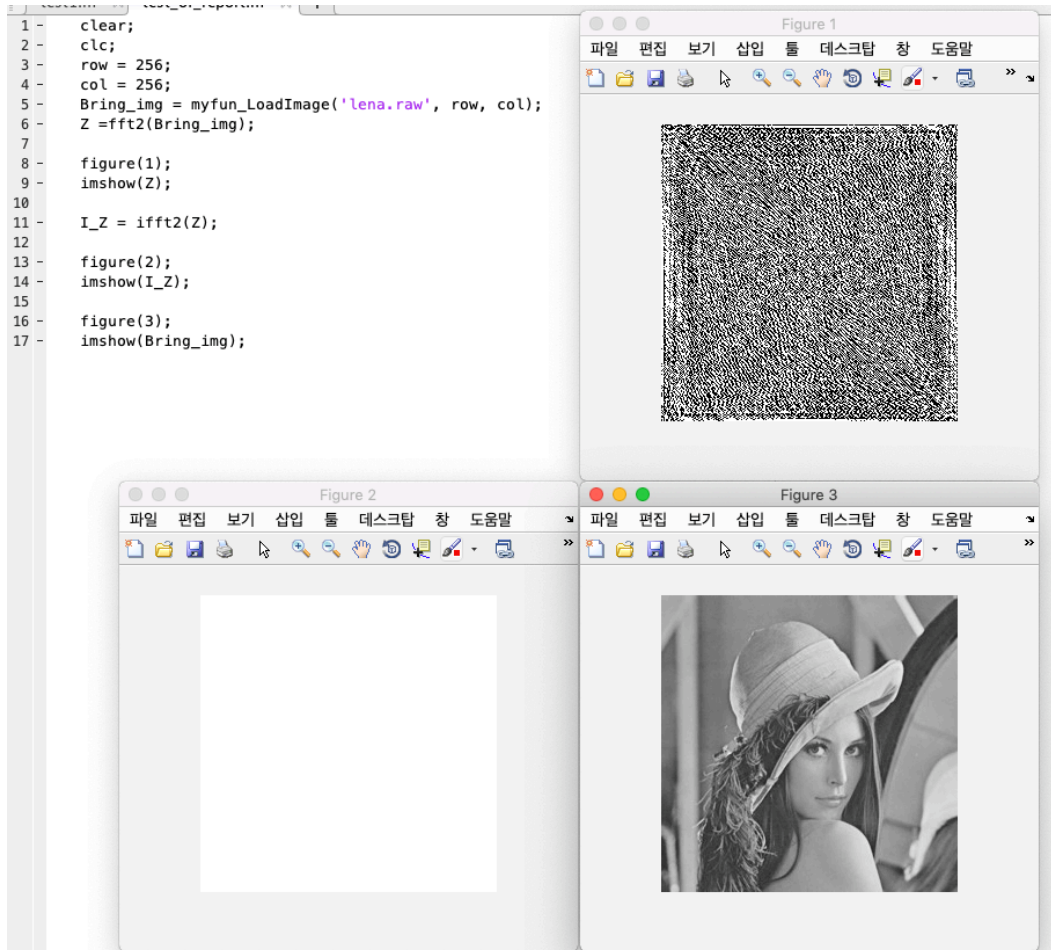 1 - clear;
2 - clc;
3 - row = 256;
4 - col = 256;
5 - Bring_img = myfun_LoadImage('lena.raw', row, col);
6 - Z =fft2(Bring_img);
7
8 - figure(1);
9 - imshow(Z);
10
11 - I_Z = ifft2(Z);
12
13 - figure(2);
14 - imshow(I_Z);
15
16 - figure(3);
17 - imshow(Bring_img);
Figure 1
파일 편집 보기 삽입 툴 데스크탑 창 도움말
Figure 2
파일 편집 보기 삽입 툴 데스크탑 창 도움말
Figure 3
파일 편집 보기 삽입 툴 데스크탑 창 도움말